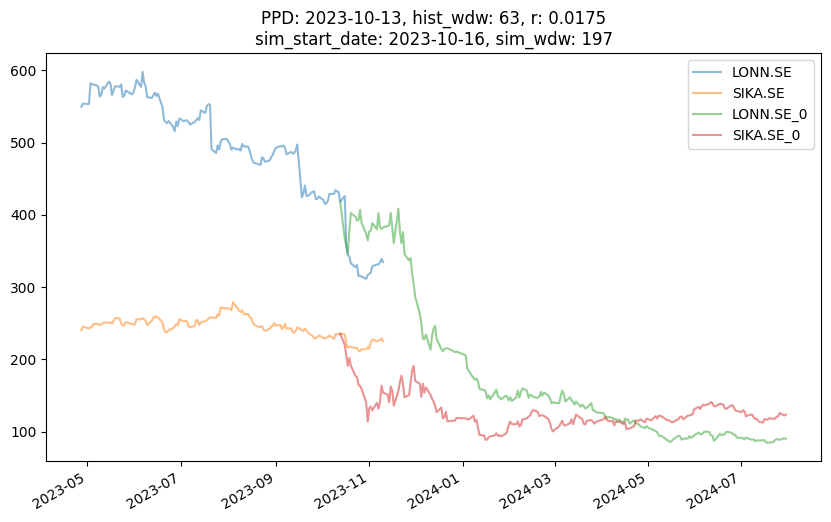 PPD: 2023-10-13, hist_wdw: 63, r: 0.0175
sim_start_date: 2023-10-16, sim_wdw: 197
LONN.SE
SIKA.SE
LONN.SE_0
SIKA.SE_0
600
500
400
300
200
100
2023-05
2023-07
2023-09
2023-11
2024-01
2024-03
2024-05
2024-07